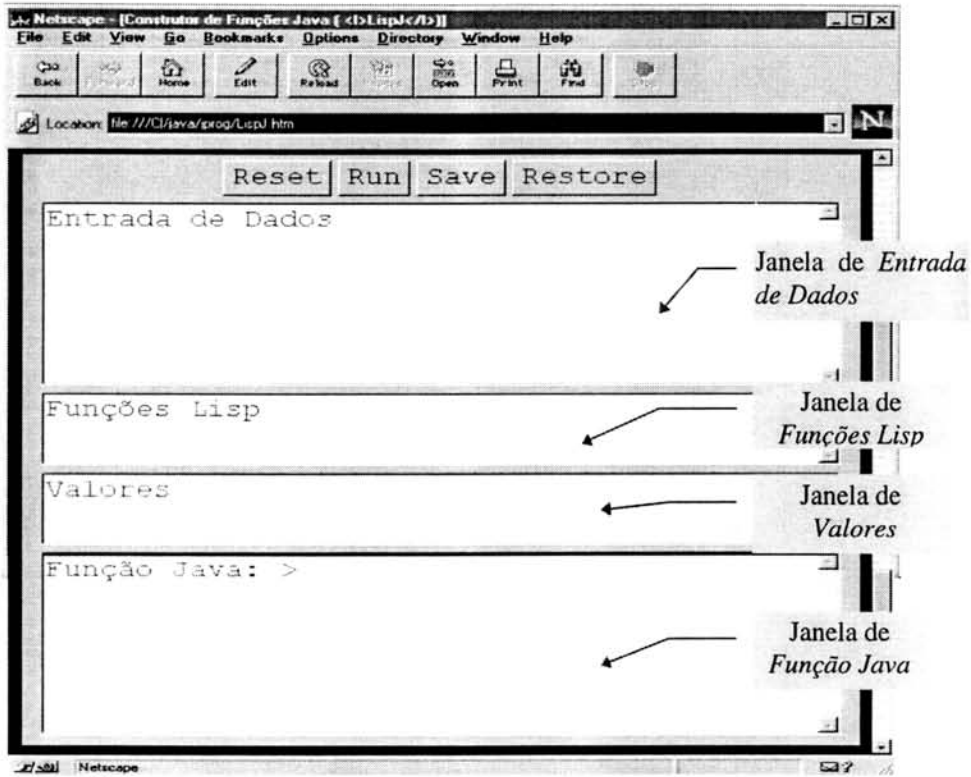 Netscape - [Construtor de Funções Java ( <I>LispJ</I>)]
File Edit View Go Bookmarks Options Directory Window Help
Back Forward Home Edit Reload Open Print Find Stop
Location: file:///C|/java/iprog/LispJ.htm
N
Reset Run Save Restore
Entrada de Dados
Janela de Entrada
de Dados
Funções Lisp
Janela de
Funções Lisp
Valores
Janela de
Valores
Função Java: >
Janela de
Função Java
Netscape